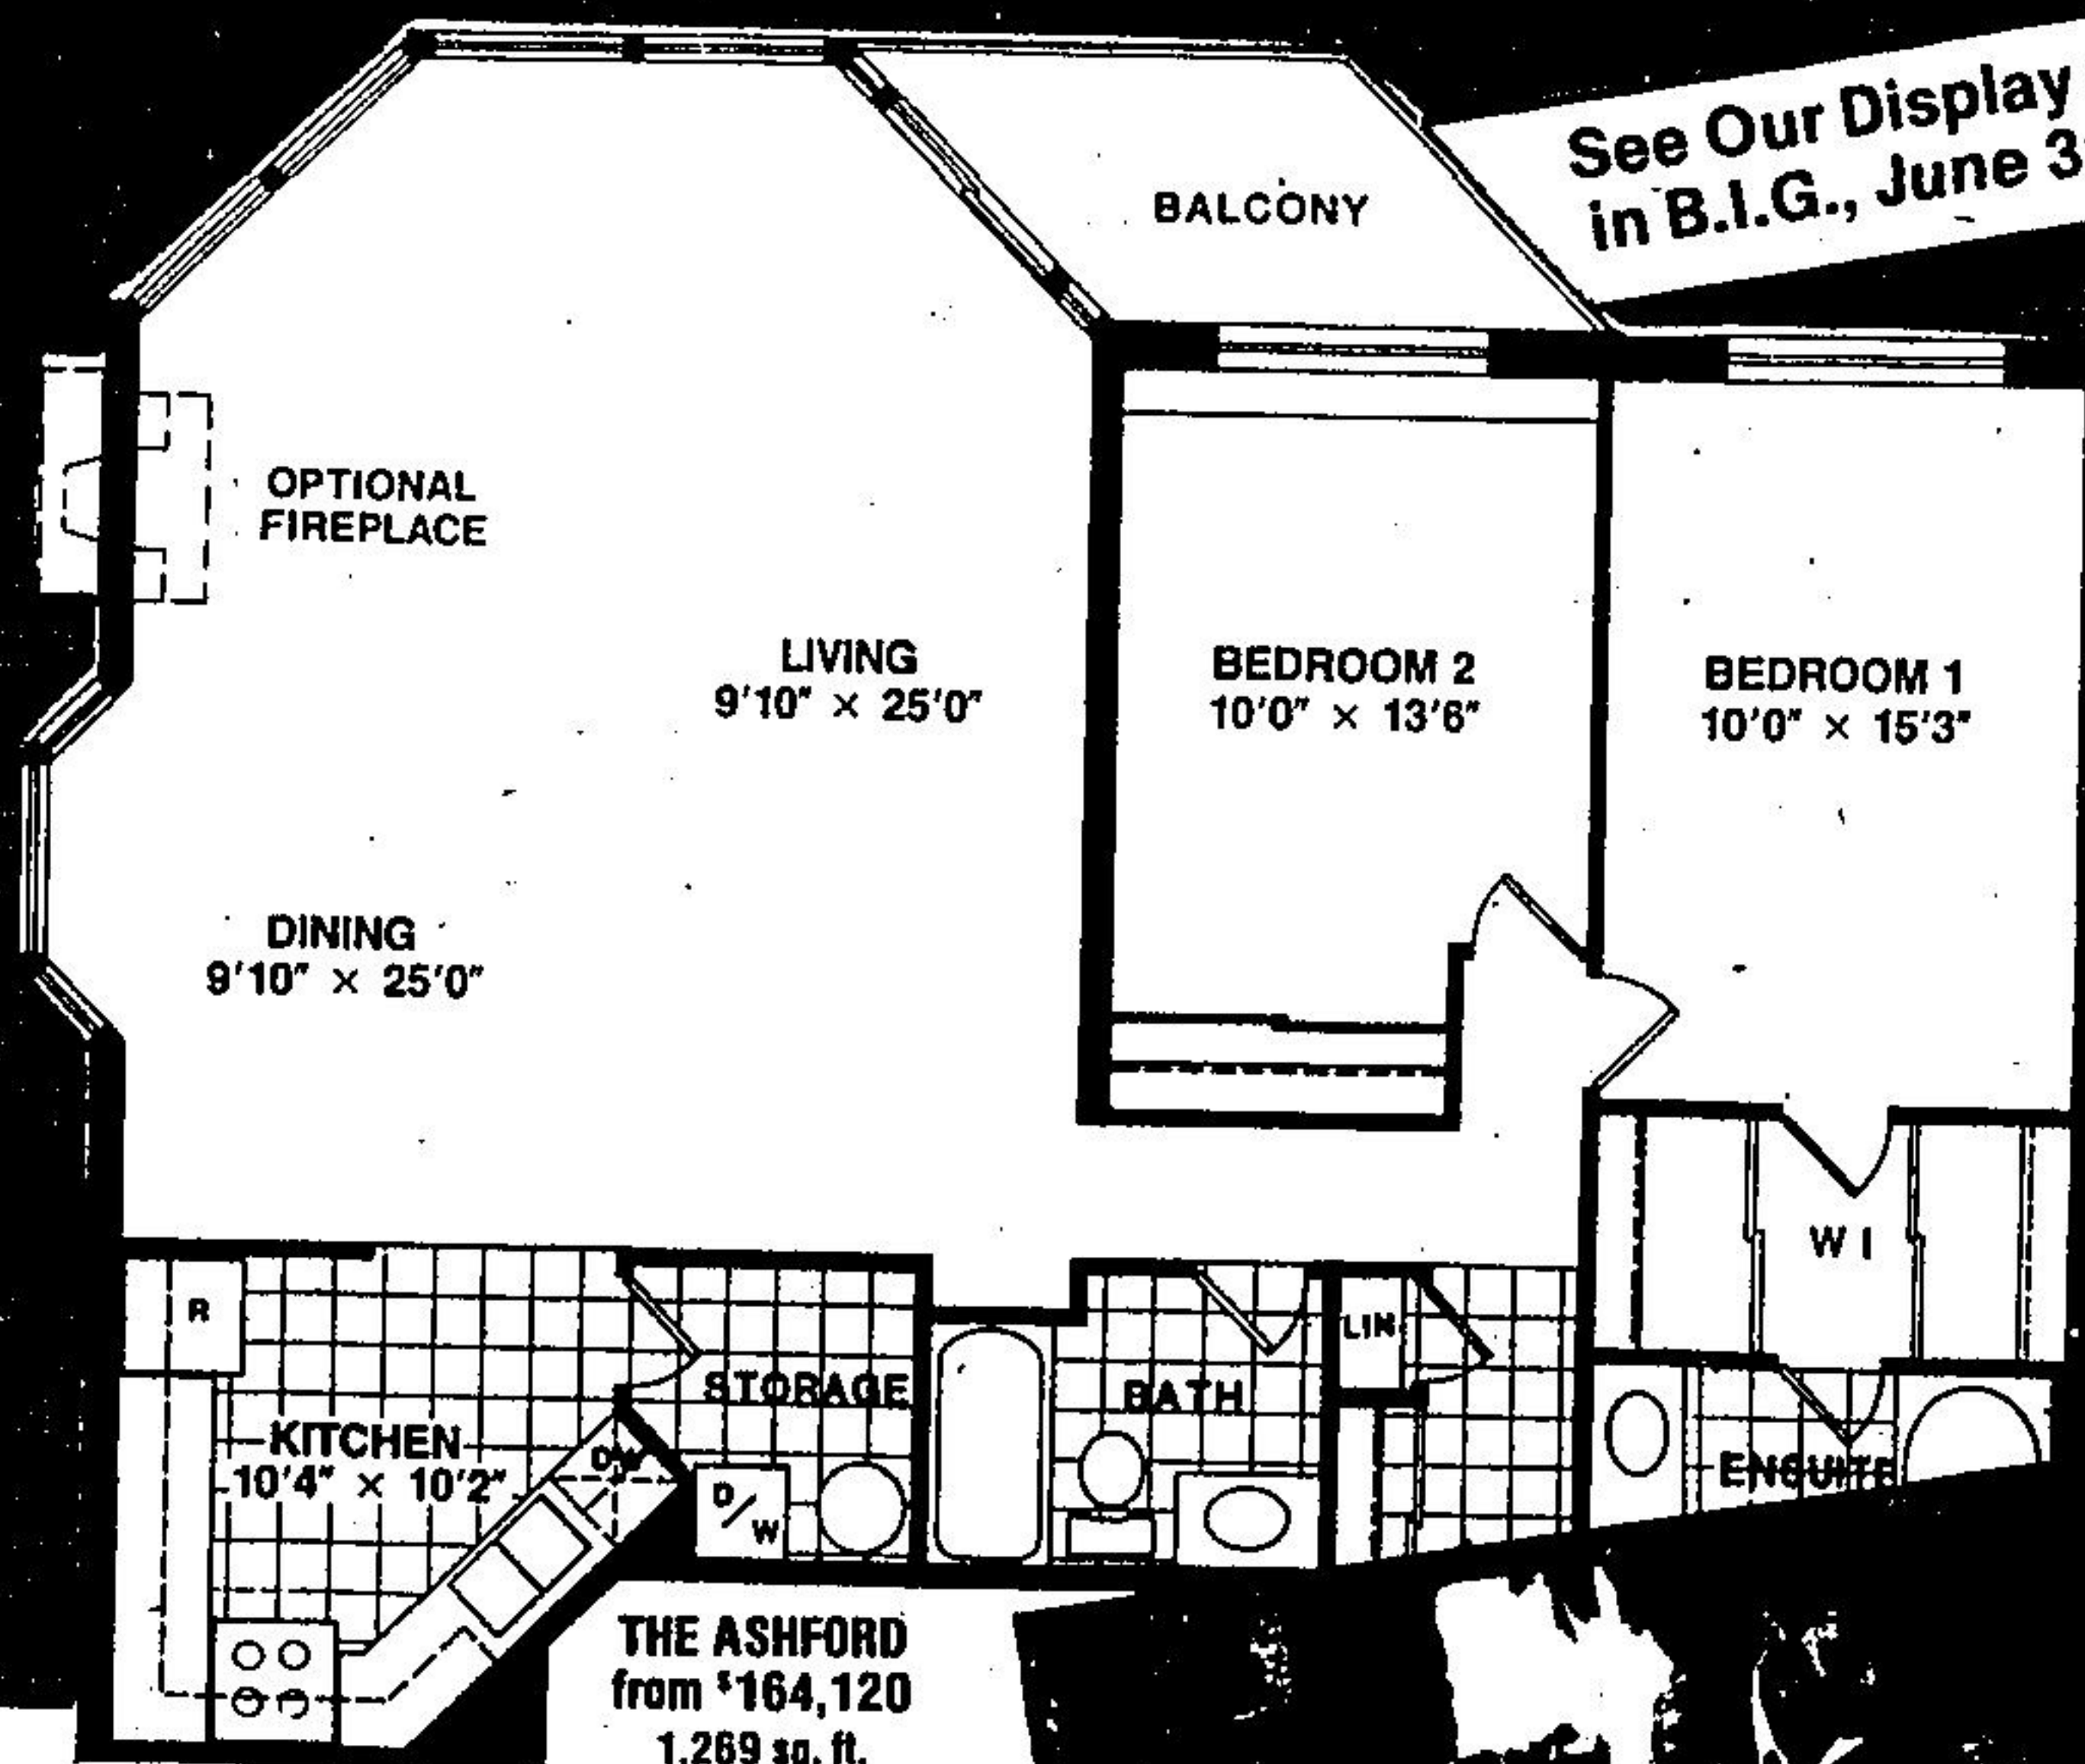 See Our Display
in B.I.G., June 3
BALCONY
OPTIONAL
FIREPLACE
LIVING
9'10" × 25'0"
BEDROOM 2
10'0" × 13'6"
BEDROOM 1
10'0" × 15'3"
DINING
9'10" × 25'0"
W I
R
LIN
STORAGE
BATH
KITCHEN
10'4" × 10'2"
DW
D/W
ENSUITE
THE ASHFORD
from $164,120
1,269 sq. ft.